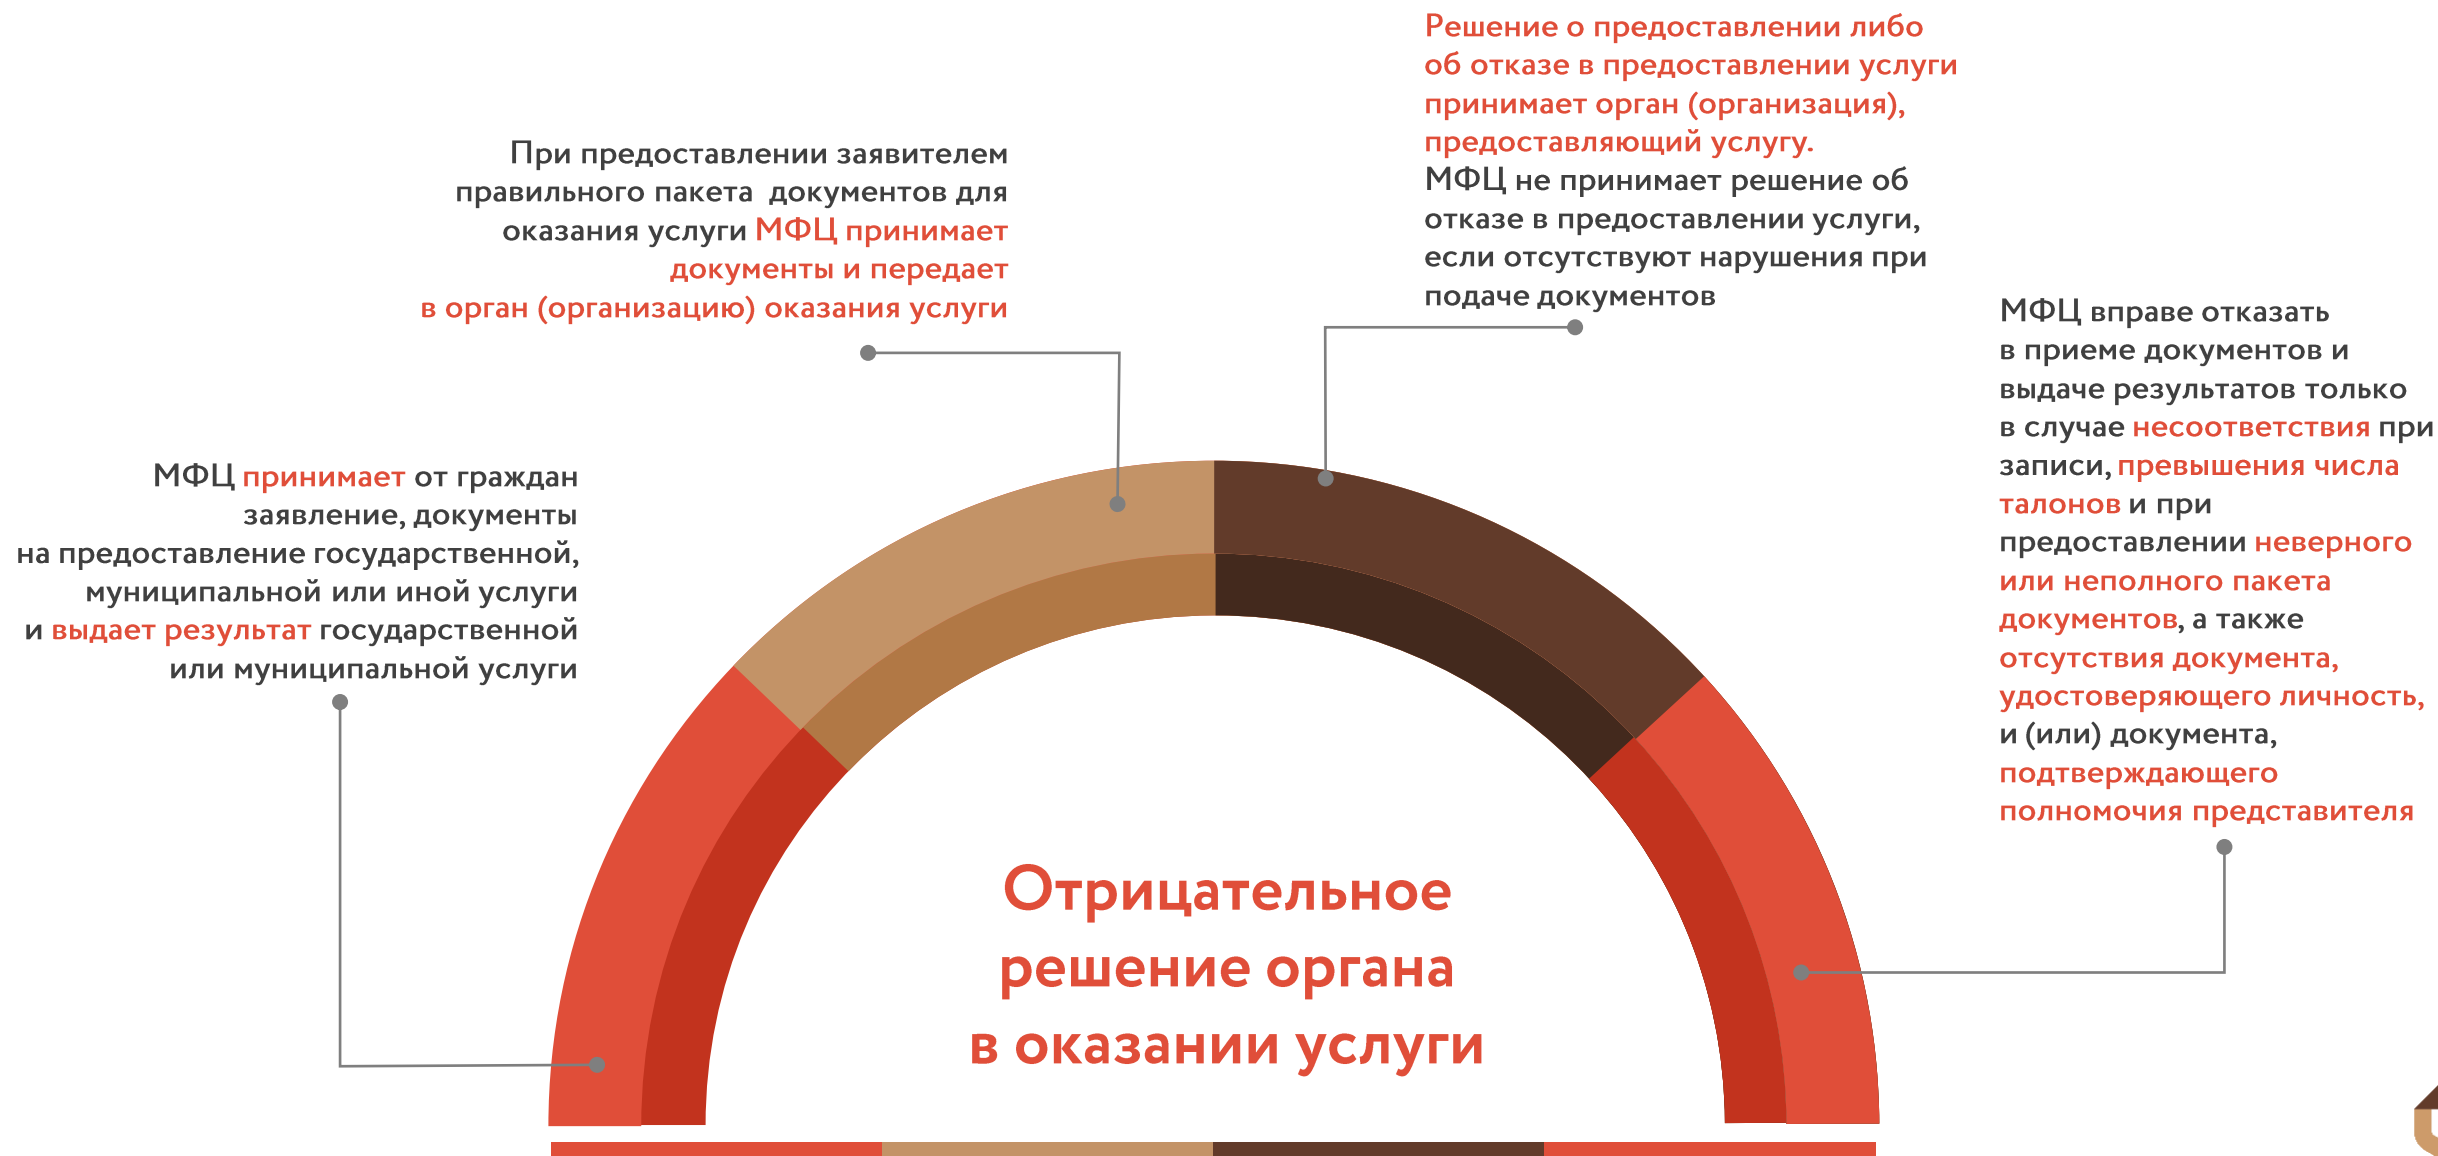 МФЦ принимает от граждан
заявление, документы
на предоставление государственной,
муниципальной или иной услуги
и выдает результат государственной
или муниципальной услуги
При предоставлении заявителем
правильного пакета документов для
оказания услуги МФЦ принимает
документы и передает
в орган (организацию) оказания услуги
Решение о предоставлении либо
об отказе в предоставлении услуги
принимает орган (организация),
предоставляющий услугу.
МФЦ не принимает решение об
отказе в предоставлении услуги,
если отсутствуют нарушения при
подаче документов
МФЦ вправе отказать
в приеме документов и
выдаче результатов только
в случае несоответствия при
записи, превышения числа
талонов и при
предоставлении неверного
или неполного пакета
документов, а также
отсутствия документа,
удостоверяющего личность,
и (или) документа,
подтверждающего
полномочия представителя
Отрицательное
решение органа
в оказании услуги